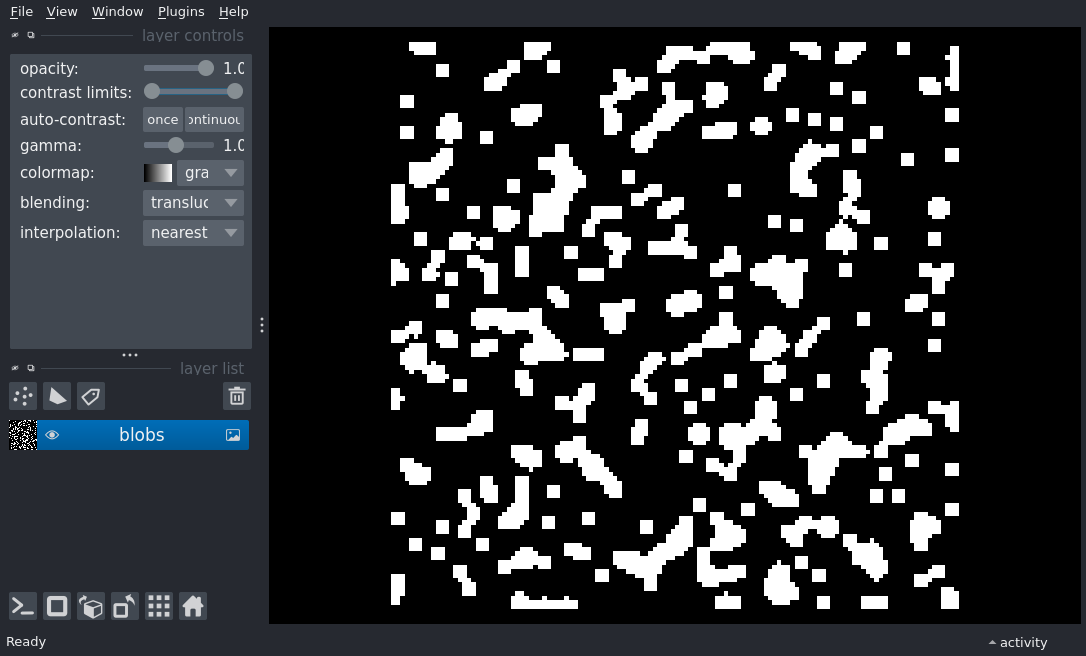 File View Window Plugins Help
layer controls
opacity: 1.0
contrast limits:
auto-contrast: once ontinuou
gamma: 1.0
colormap: gra
blending: transluc
interpolation: nearest
layer list
blobs
Ready activity